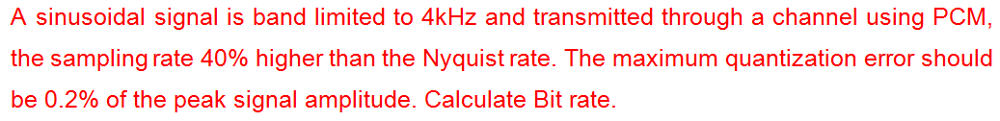 A sinusoidal signal is band limited to 4kHz and transmitted through a channel using PCM,
the sampling rate 40% higher than the Nyquist rate. The maximum quantization error should
be 0.2% of the peak signal amplitude. Calculate Bit rate.